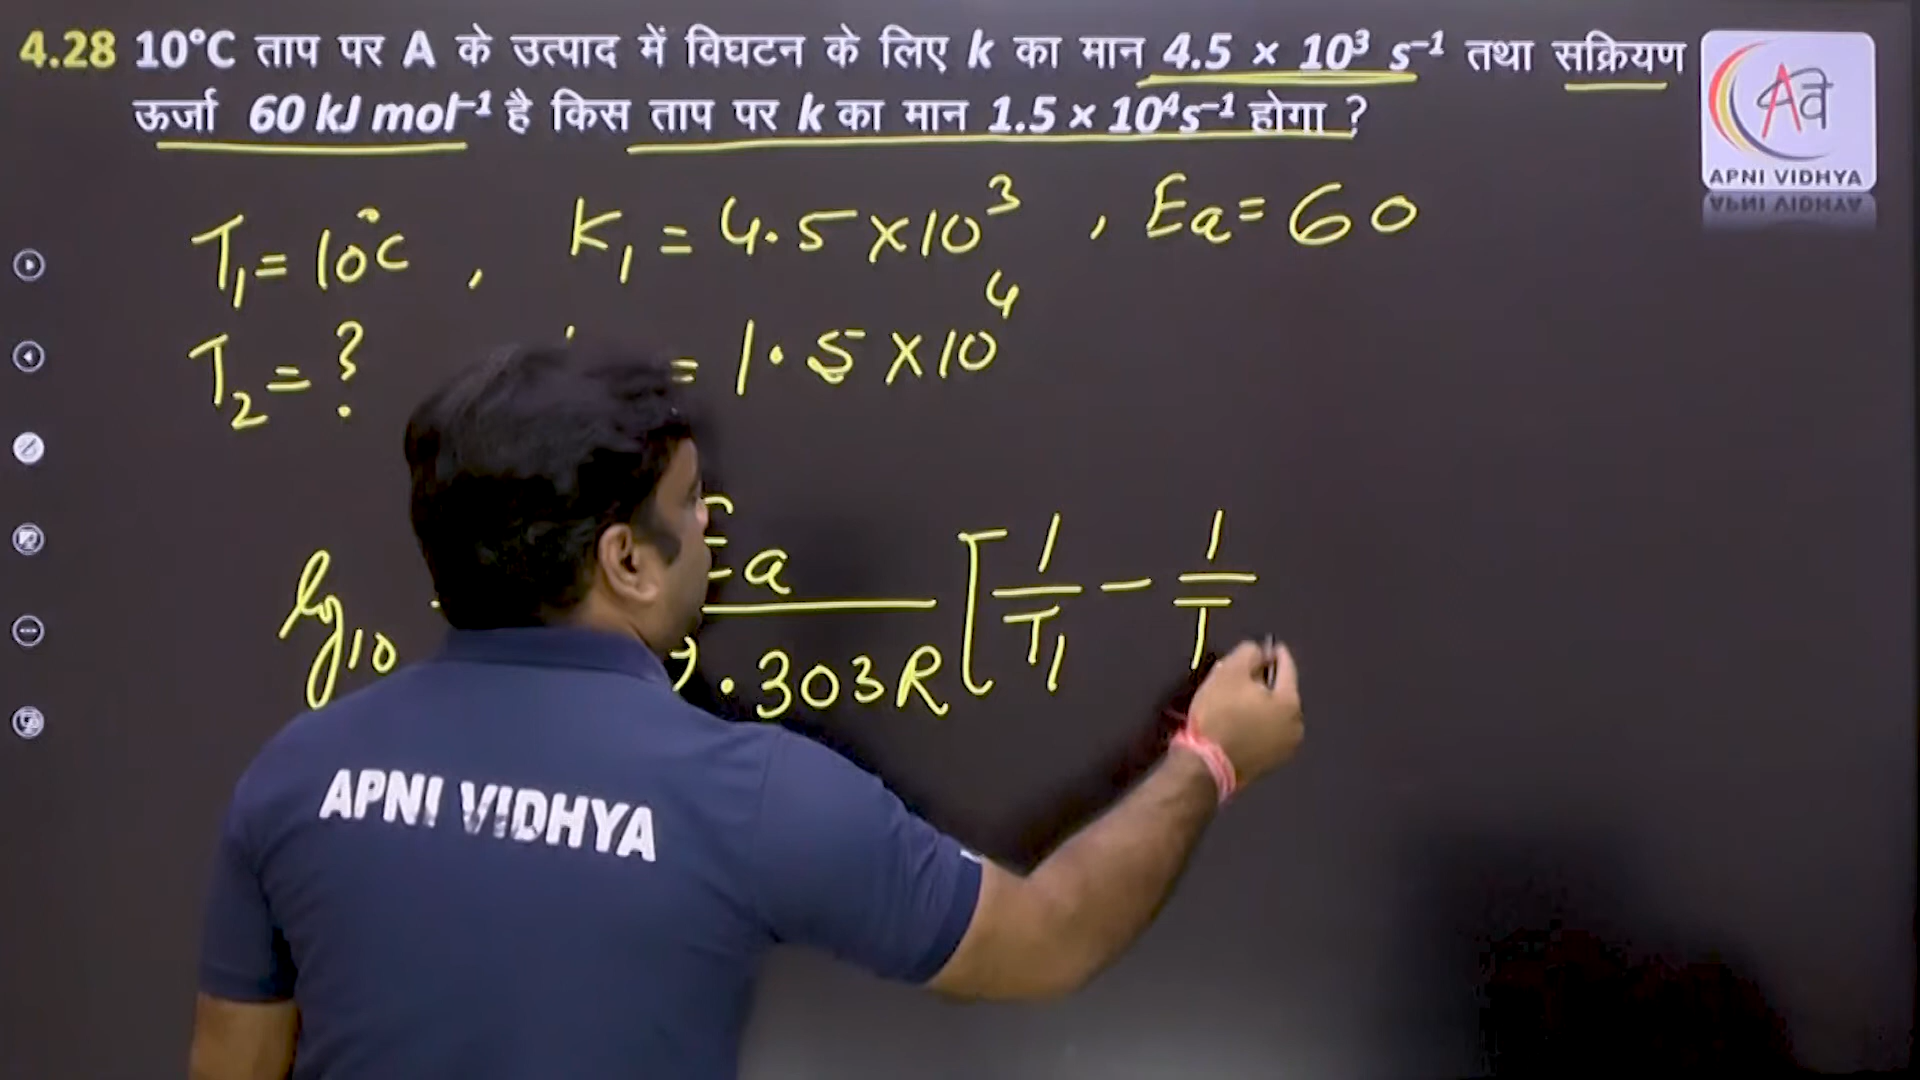 4.28 10°C ताप पर A के उत्पाद में विघटन के लिए k का मान 4.5 × 10³ s⁻¹ तथा सक्रियण
ऊर्जा 60 kJ mol⁻¹ है किस ताप पर k का मान 1.5 × 10⁴s⁻¹ होगा ?
AV
APNI VIDHYA
T₁ = 10°C , K₁ = 4.5 × 10³ , Ea = 60
T₂ = ? = 1.5 × 10⁴
log₁₀ Ea / 2.303R [ 1/T₁ - 1/T
APNI VIDHYA